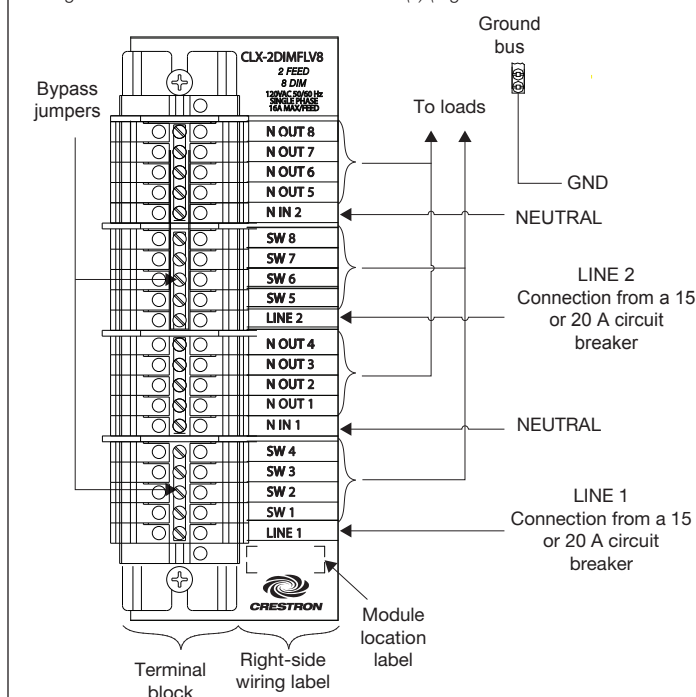 CLX-2DIMFLV8
2 FEED
8 DIM
120VAC 50/60 Hz
SINGLE PHASE
16A MAX/FEED
Ground
bus
Bypass
jumpers
To loads
N OUT 8
N OUT 7
N OUT 6
N OUT 5
N IN 2
GND
NEUTRAL
SW 8
SW 7
SW 6
SW 5
LINE 2
LINE 2
Connection from a 15
or 20 A circuit
breaker
N OUT 4
N OUT 3
N OUT 2
N OUT 1
N IN 1
NEUTRAL
SW 4
SW 3
SW 2
SW 1
LINE 1
LINE 1
Connection from a 15
or 20 A circuit
breaker
CRESTRON
Module
location
label
Terminal
block
Right-side
wiring label